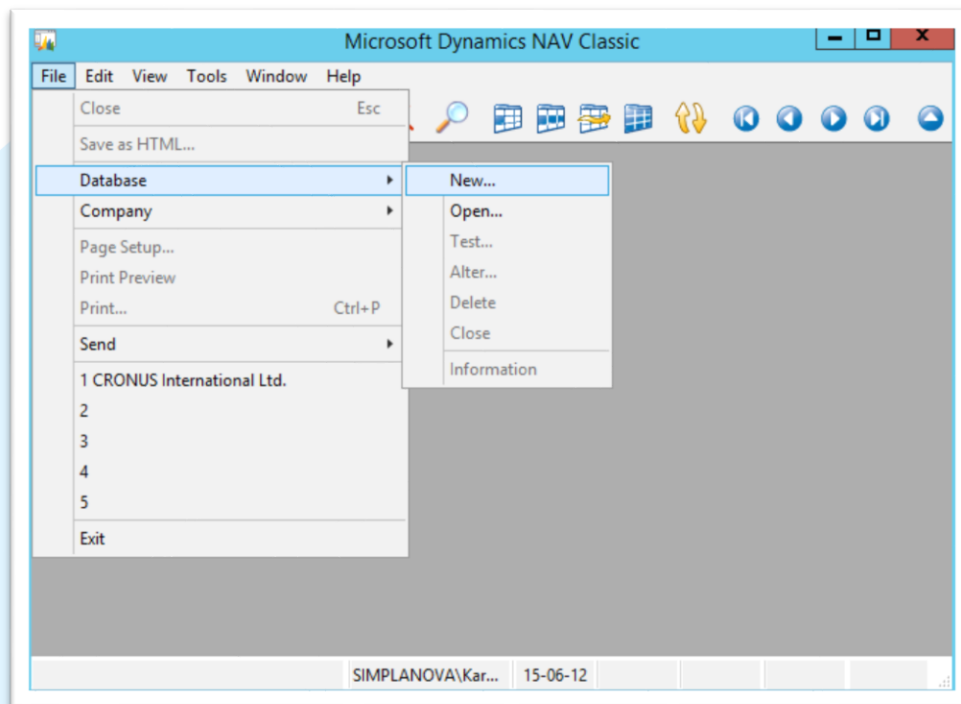 Microsoft Dynamics NAV Classic
File Edit View Tools Window Help
Close Esc
Save as HTML...
Database
Company
Page Setup...
Print Preview
Print... Ctrl+P
Send
1 CRONUS International Ltd.
2
3
4
5
Exit
New...
Open...
Test...
Alter...
Delete
Close
Information
SIMPLANOVA\Kar... 15-06-12